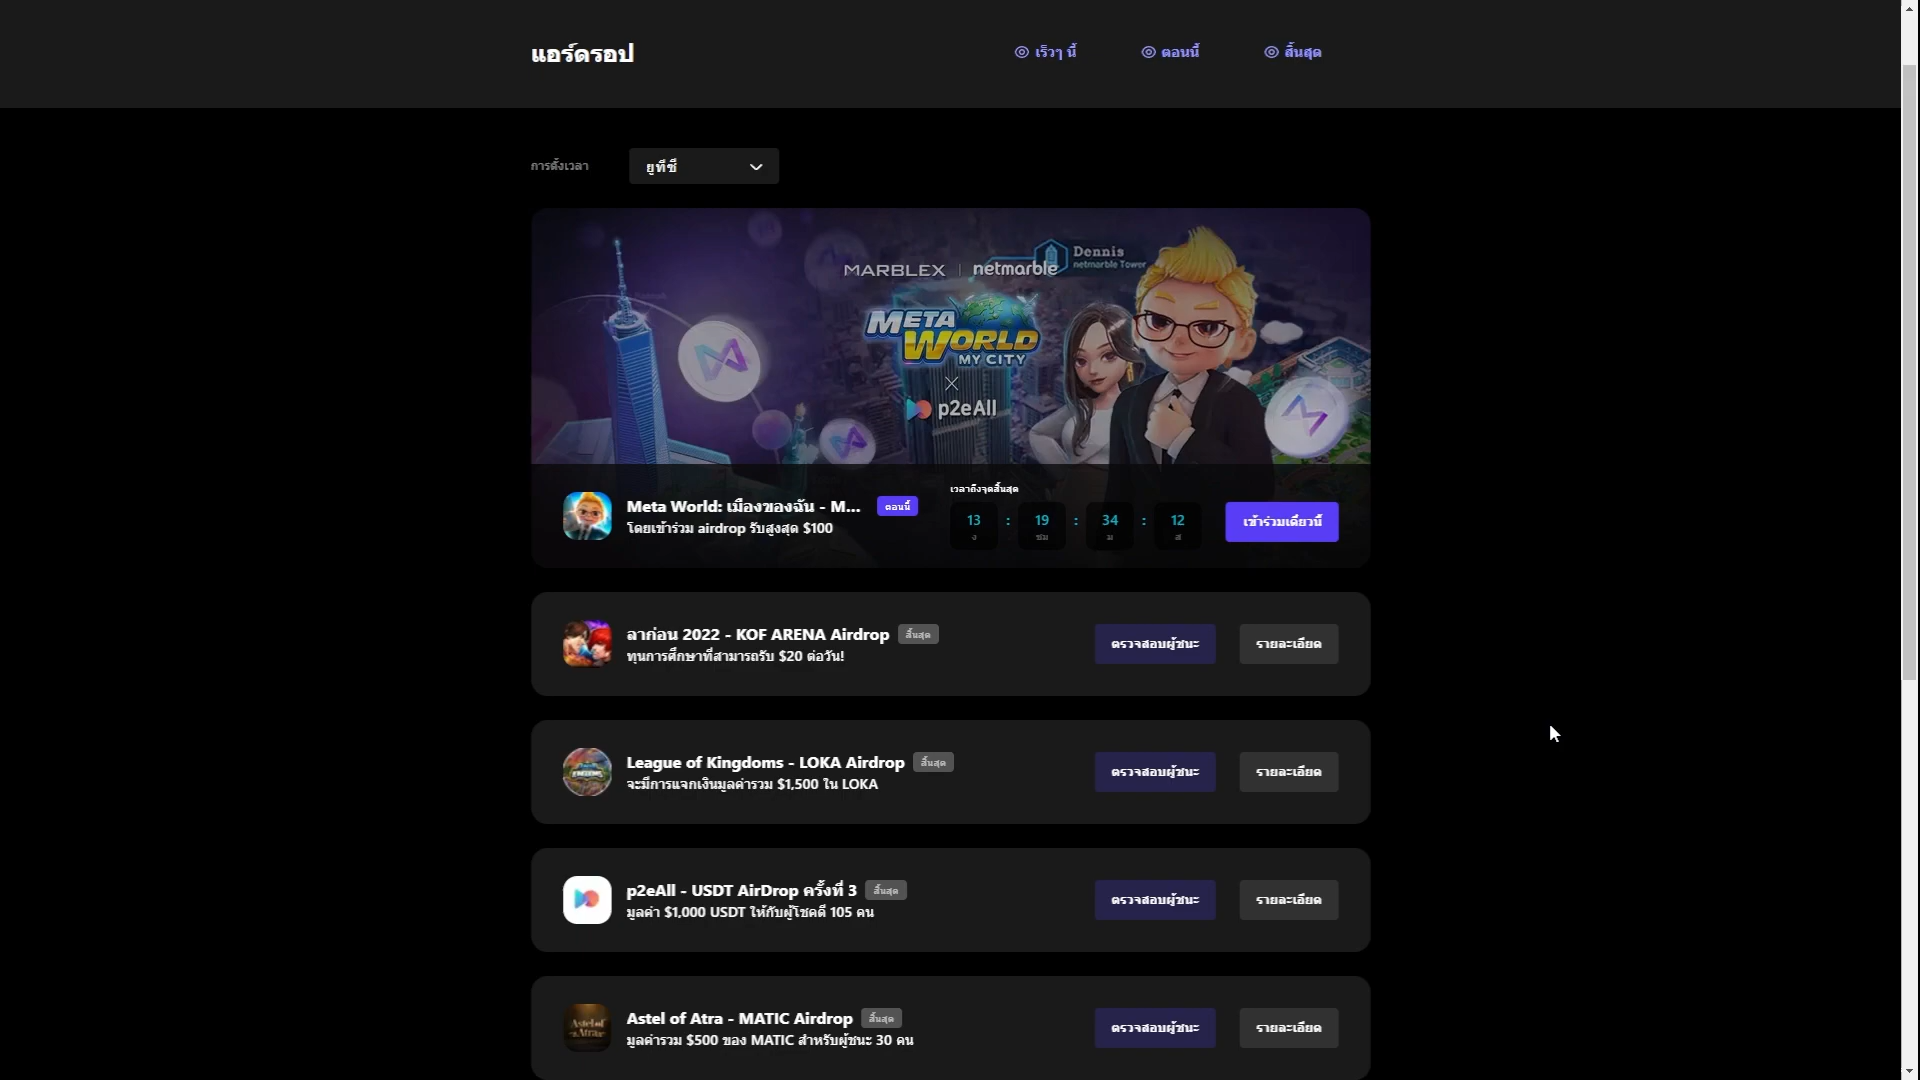 แอร์ดรอป
เร็วๆ นี้
ตอนนี้
สิ้นสุด
การตั้งเวลา
ยูทีซี
MARBLEX | netmarble
Dennis
netmarble Tower
META WORLD
MY CITY
p2eAll
Meta World: เมืองของฉัน - M...
ตอนนี้
โดยเข้าร่วม airdrop รับสูงสุด $100
เวลาถึงจุดสิ้นสุด
13 : 19 : 34 : 12
ง ชม ม ส
เข้าร่วมเดี๋ยวนี้
ลาก่อน 2022 - KOF ARENA Airdrop
สิ้นสุด
ทุนการศึกษาที่สามารถรับ $20 ต่อวัน!
ตรวจสอบผู้ชนะ
รายละเอียด
League of Kingdoms - LOKA Airdrop
สิ้นสุด
จะมีการแจกเงินมูลค่ารวม $1,500 ใน LOKA
ตรวจสอบผู้ชนะ
รายละเอียด
p2eAll - USDT AirDrop ครั้งที่ 3
สิ้นสุด
มูลค่า $1,000 USDT ให้กับผู้โชคดี 105 คน
ตรวจสอบผู้ชนะ
รายละเอียด
Astel of Atra - MATIC Airdrop
สิ้นสุด
มูลค่ารวม $500 ของ MATIC สำหรับผู้ชนะ 30 คน
ตรวจสอบผู้ชนะ
รายละเอียด